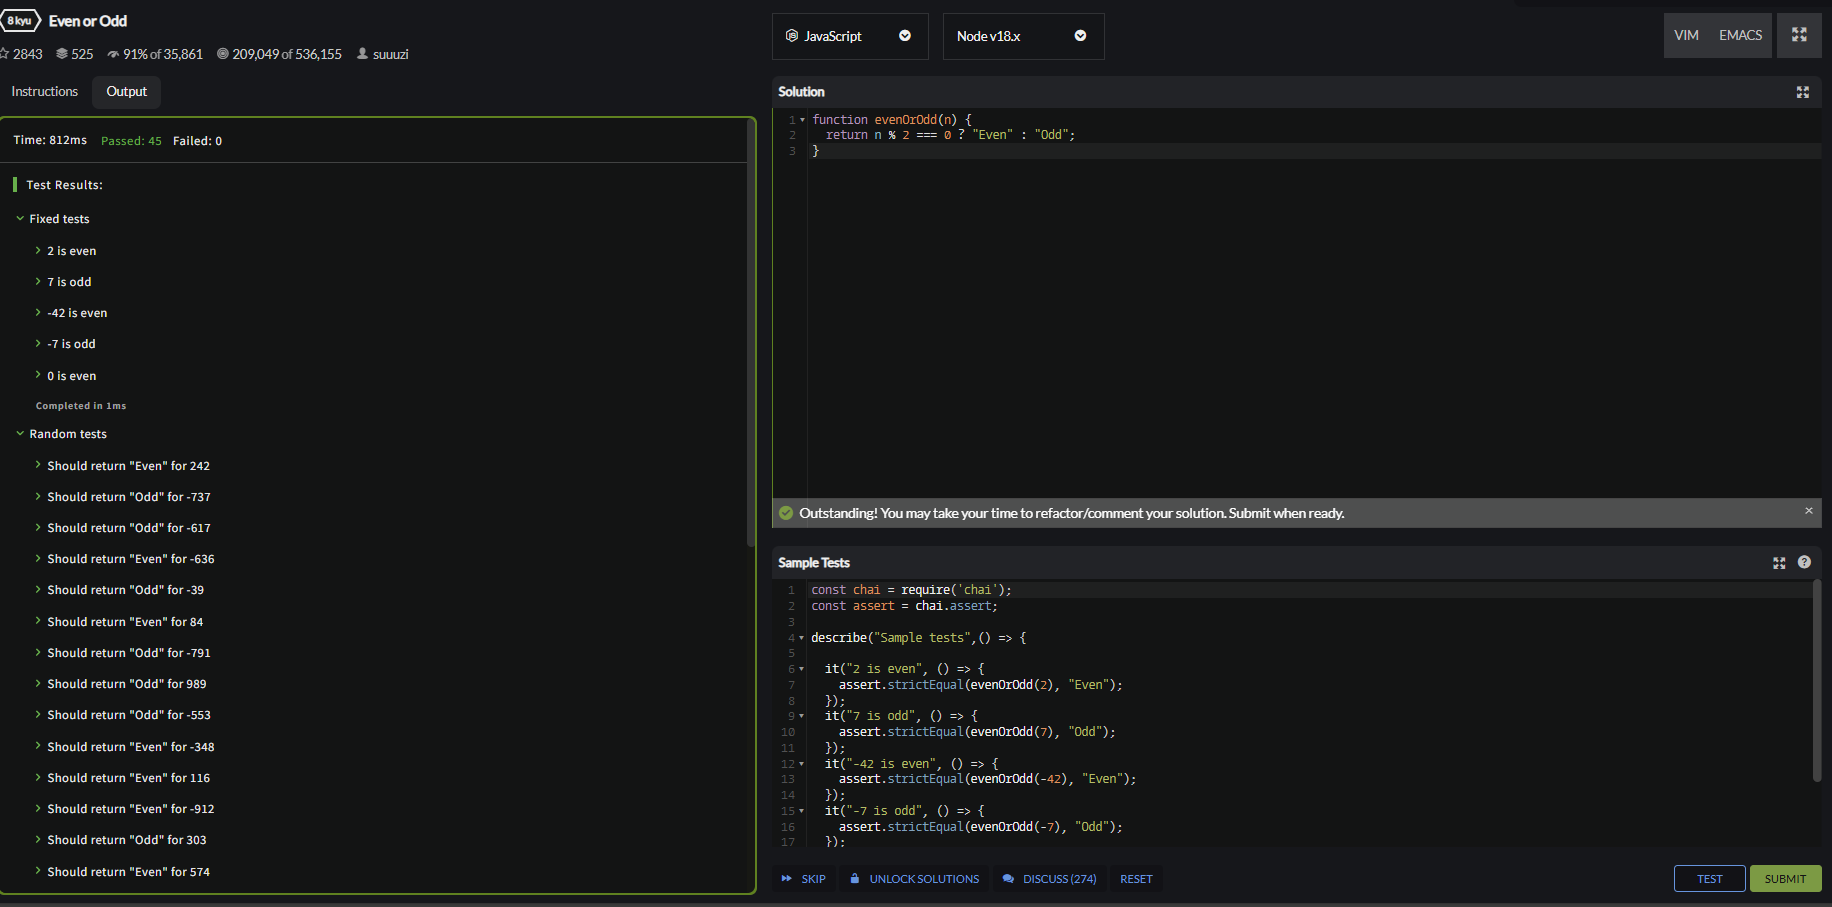 8 kyu Even or Odd
2843 525 91% of 35,861 209,049 of 536,155 suuuzi
Instructions Output
Time: 812ms Passed: 45 Failed: 0
Test Results:
Fixed tests
2 is even
7 is odd
-42 is even
-7 is odd
0 is even
Completed in 1ms
Random tests
Should return "Even" for 242
Should return "Odd" for -737
Should return "Odd" for -617
Should return "Even" for -636
Should return "Odd" for -39
Should return "Even" for 84
Should return "Odd" for -791
Should return "Odd" for 989
Should return "Odd" for -553
Should return "Even" for -348
Should return "Even" for 116
Should return "Even" for -912
Should return "Odd" for 303
Should return "Even" for 574
JavaScript Node v18.x VIM EMACS
Solution
1 function evenOrOdd(n) {
2 return n % 2 === 0 ? "Even" : "Odd";
3 }
Outstanding! You may take your time to refactor/comment your solution. Submit when ready. ×
Sample Tests ?
1 const chai = require('chai');
2 const assert = chai.assert;
3
4 describe("Sample tests",() => {
5
6 it("2 is even", () => {
7 assert.strictEqual(evenOrOdd(2), "Even");
8 });
9 it("7 is odd", () => {
10 assert.strictEqual(evenOrOdd(7), "Odd");
11 });
12 it("-42 is even", () => {
13 assert.strictEqual(evenOrOdd(-42), "Even");
14 });
15 it("-7 is odd", () => {
16 assert.strictEqual(evenOrOdd(-7), "Odd");
17 });
SKIP UNLOCK SOLUTIONS DISCUSS (274) RESET TEST SUBMIT